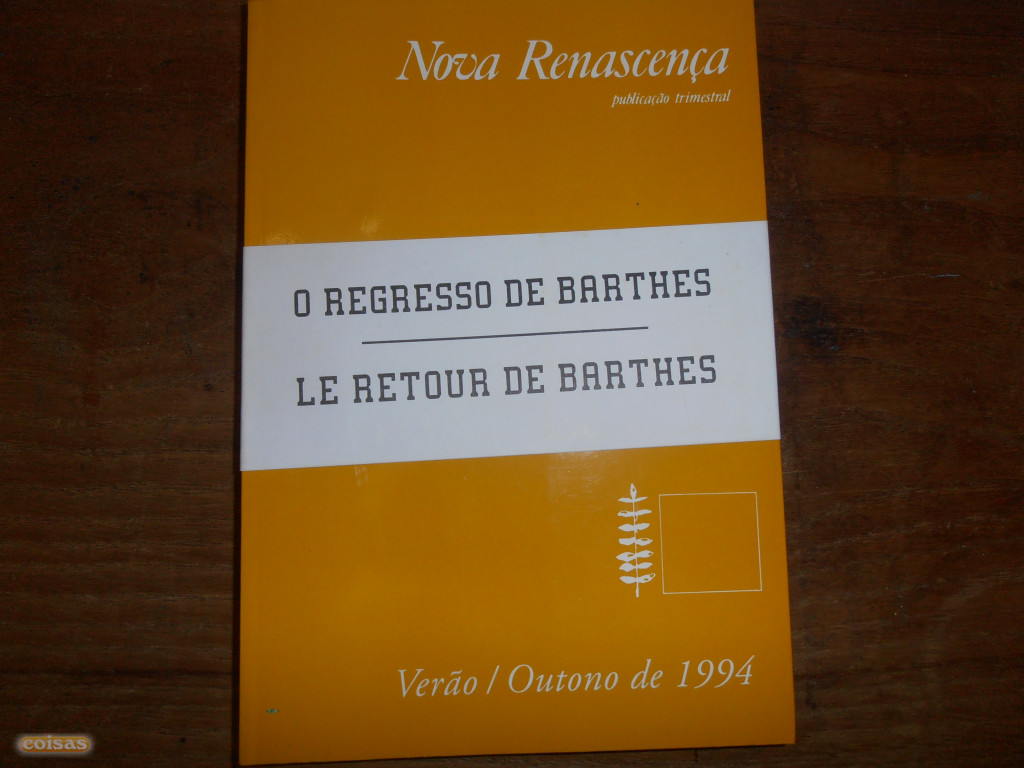 Nova Renascença
publicação trimestral
O REGRESSO DE BARTHES
LE RETOUR DE BARTHES
Verão / Outono de 1994
coisas